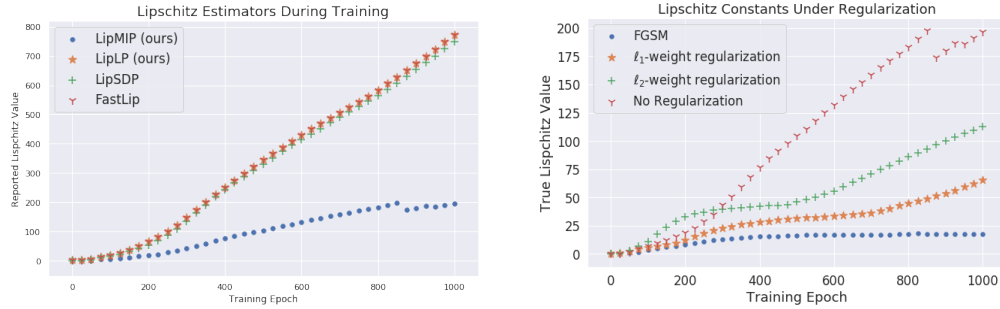 Lipschitz Estimators During Training
800
700
600
500
400
300
200
100
0
Reported Lispchitz Value
LipMIP (ours)
LipLP (ours)
LipSDP
FastLip
0 200 400 600 800 1000
Training Epoch
Lipschitz Constants Under Regularization
200
175
150
125
100
75
50
25
0
True Lispchitz Value
FGSM
ℓ1-weight regularization
ℓ2-weight regularization
No Regularization
0 200 400 600 800 1000
Training Epoch